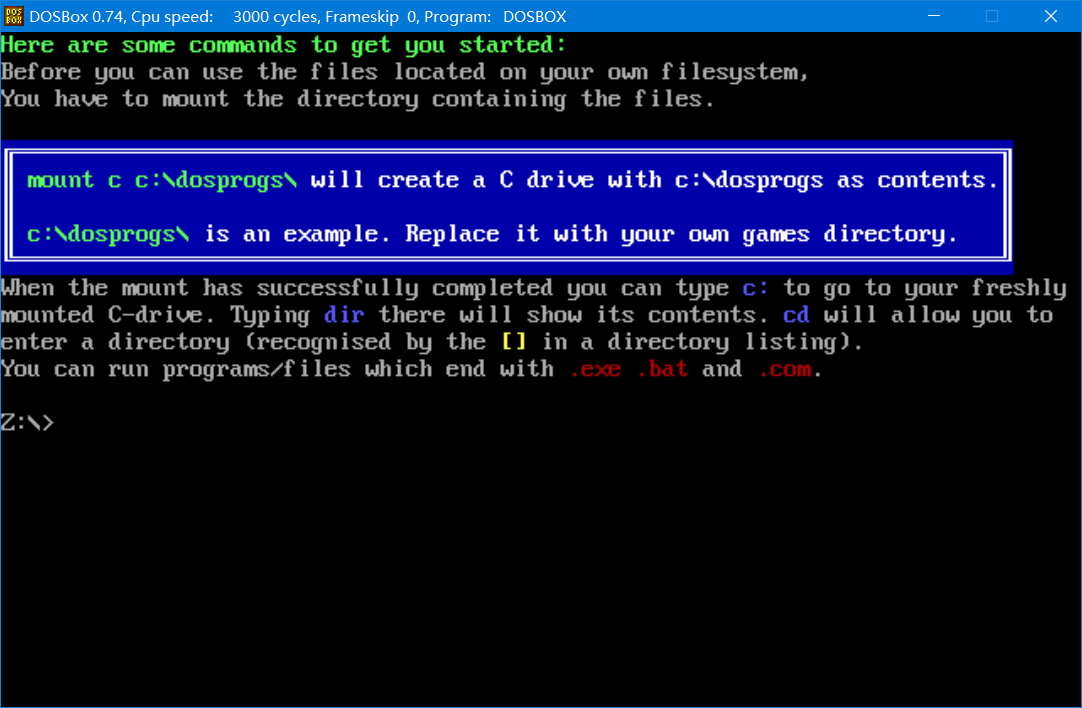 DOS BOX DOSBox 0.74, Cpu speed: 3000 cycles, Frameskip 0, Program: DOSBOX
Here are some commands to get you started:
Before you can use the files located on your own filesystem,
You have to mount the directory containing the files.
mount c c:\dosprogs\ will create a C drive with c:\dosprogs as contents.
c:\dosprogs\ is an example. Replace it with your own games directory.
When the mount has successfully completed you can type c: to go to your freshly
mounted C-drive. Typing dir there will show its contents. cd will allow you to
enter a directory (recognised by the [] in a directory listing).
You can run programs/files which end with .exe .bat and .com.
Z:\>